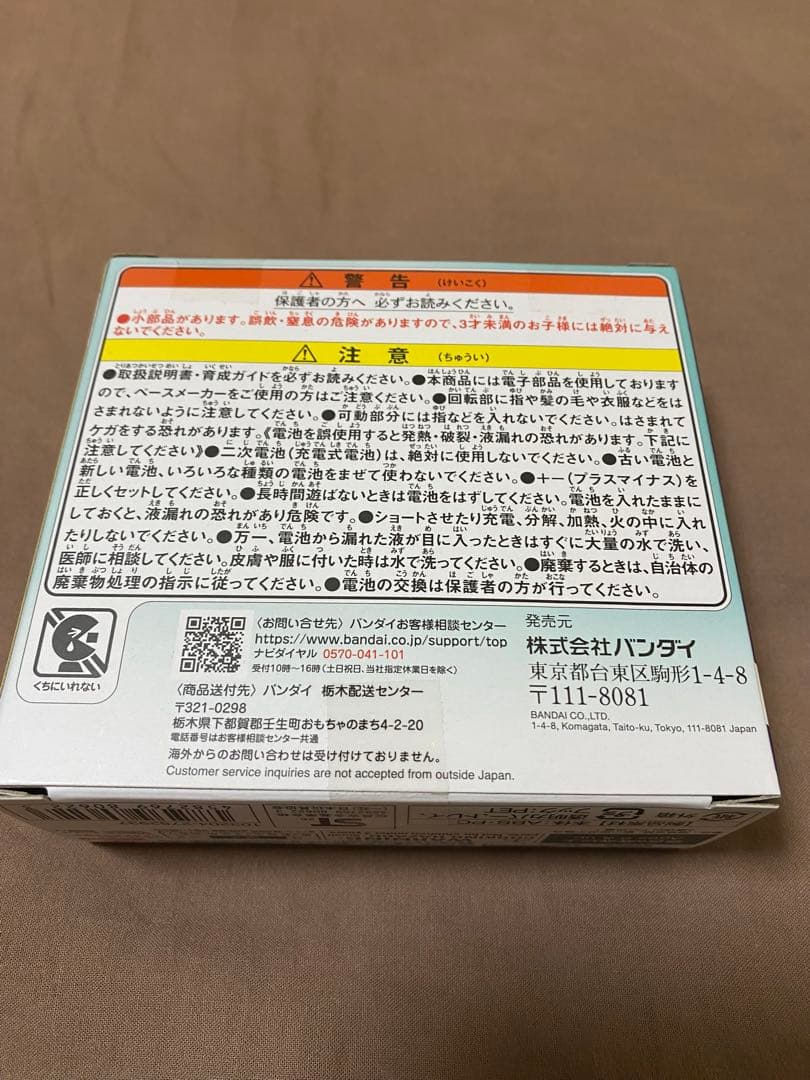 ⚠ 警告 (けいこく)
保護者の方へ 必ずお読みください。
●小部品があります。誤飲・窒息の危険がありますので、3才未満のお子様には絶対に与え
ないでください。
⚠ 注意 (ちゅうい)
●取扱説明書・育成ガイドを必ずお読みください。●本商品には電子部品を使用しております
ので、ペースメーカーをご使用の方はご注意ください。●回転部に指や髪の毛や衣服などをは
さまれないように注意してください。●可動部分には指などを入れないでください。はさまれて
ケガをする恐れがあります。《電池を誤使用すると発熱・破裂・液漏れの恐れがあります。下記に
注意してください》●二次電池(充電式電池)は、絶対に使用しないでください。●古い電池と
新しい電池、いろいろな種類の電池をまぜて使わないでください。●+−(プラスマイナス)を
正しくセットしてください。●長時間遊ばないときは電池をはずしてください。電池を入れたままに
しておくと、液漏れの恐れがあり危険です。●ショートさせたり充電、分解、加熱、火の中に入れ
たりしないでください。●万一、電池から漏れた液が目に入ったときはすぐに大量の水で洗い、
医師に相談してください。皮膚や服に付いた時は水で洗ってください。●廃棄するときは、自治体の
廃棄物処理の指示に従ってください。●電池の交換は保護者の方が行ってください。
くちにいれない
〈お問い合せ先〉バンダイお客様相談センター
https://www.bandai.co.jp/support/top
ナビダイヤル 0570-041-101
受付10時〜16時(土日祝日、当社指定休業日を除く)
〈商品送付先〉バンダイ 栃木配送センター
〒321-0298
栃木県下都賀郡壬生町おもちゃのまち4-2-20
電話番号はお客様相談センター共通
海外からのお問い合わせは受け付けておりません。
Customer service inquiries are not accepted from outside Japan.
発売元
株式会社バンダイ
東京都台東区駒形1-4-8
〒111-8081
BANDAI CO.,LTD.
1-4-8, Komagata, Taito-ku, Tokyo, 111-8081 Japan